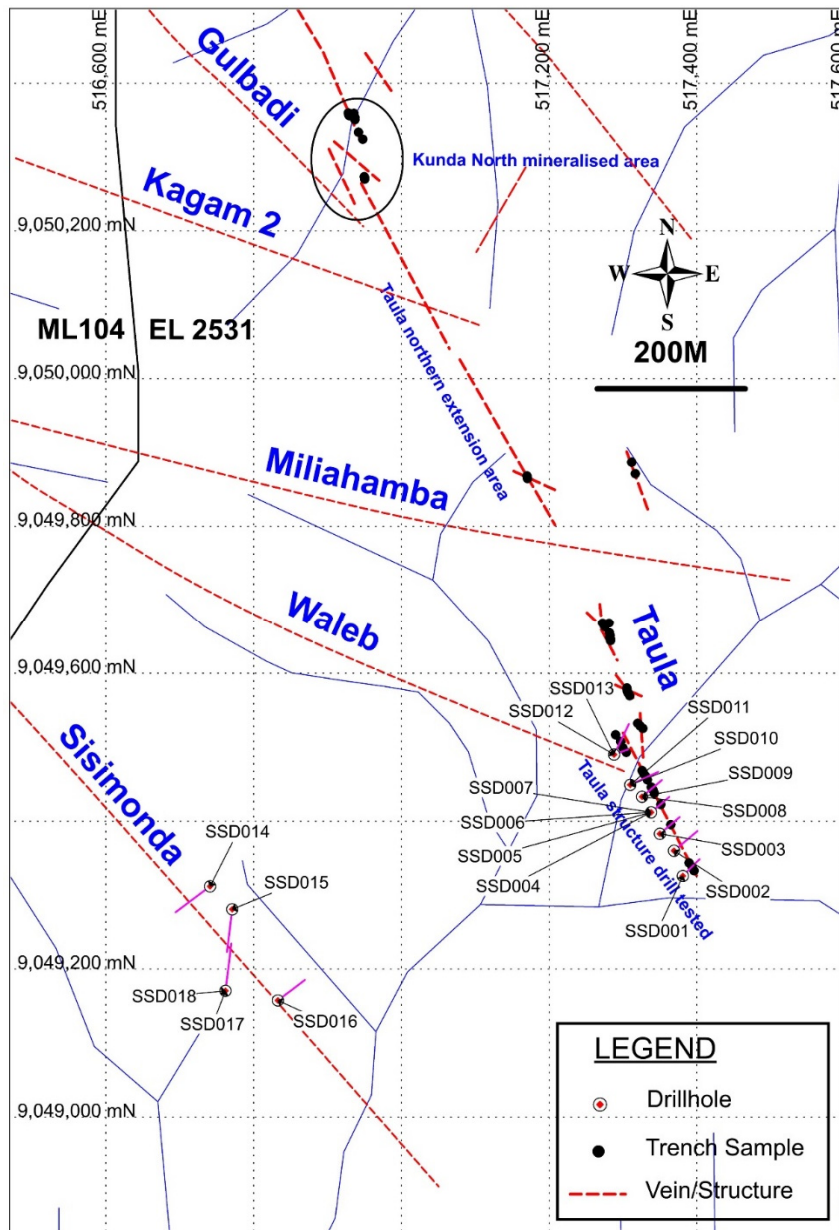 516,600 mE
517,200 mE
517,400 mE
517,600 mE
Gulbadi
Kunda North mineralised area
Kagam 2
9,050,200 mN
N
W
E
S
ML104
EL 2531
200M
Taula northern extension area
9,050,000 mN
Miliahamba
9,049,800 mN
Waleb
Taula
9,049,600 mN
SSD013
SSD011
SSD012
SSD010
Sisimonda
SSD009
SSD007
SSD008
SSD006
SSD003
SSD005
SSD004
SSD002
Taula structure drill tested
SSD001
SSD014
SSD015
9,049,200 mN
SSD018
SSD017
SSD016
9,049,000 mN
LEGEND
Drillhole
Trench Sample
Vein/Structure